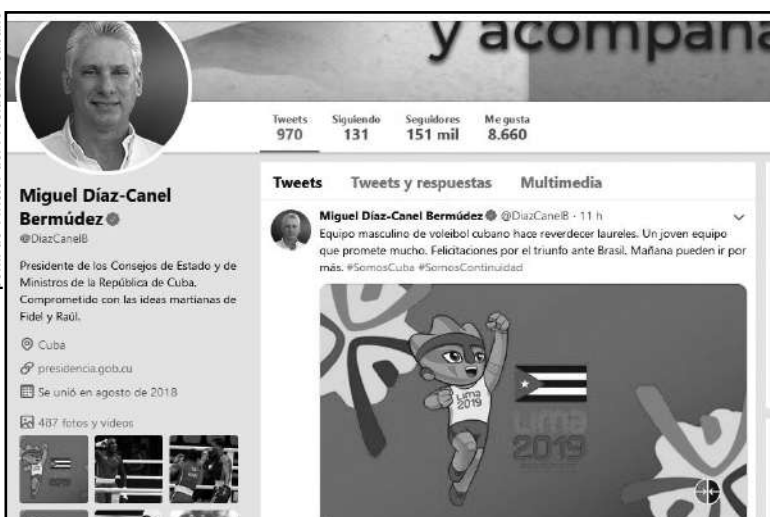 y acompaña
Tweets
970
Siguiendo
131
Seguidores
151 mil
Me gusta
8.660
Miguel Díaz-Canel
Bermúdez
@DiazCanelB
Presidente de los Consejos de Estado y de
Ministros de la República de Cuba.
Comprometido con las ideas martianas de
Fidel y Raúl.
Cuba
presidencia.gob.cu
Se unió en agosto de 2018
487 fotos y videos
Tweets Tweets y respuestas Multimedia
Miguel Díaz-Canel Bermúdez @DiazCanelB · 11 h
Equipo masculino de voleibol cubano hace reverdecer laureles. Un joven equipo
que promete mucho. Felicitaciones por el triunfo ante Brasil. Mañana pueden ir por
más. #SomosCuba #SomosContinuidad
Lima
2019
Lima
2019